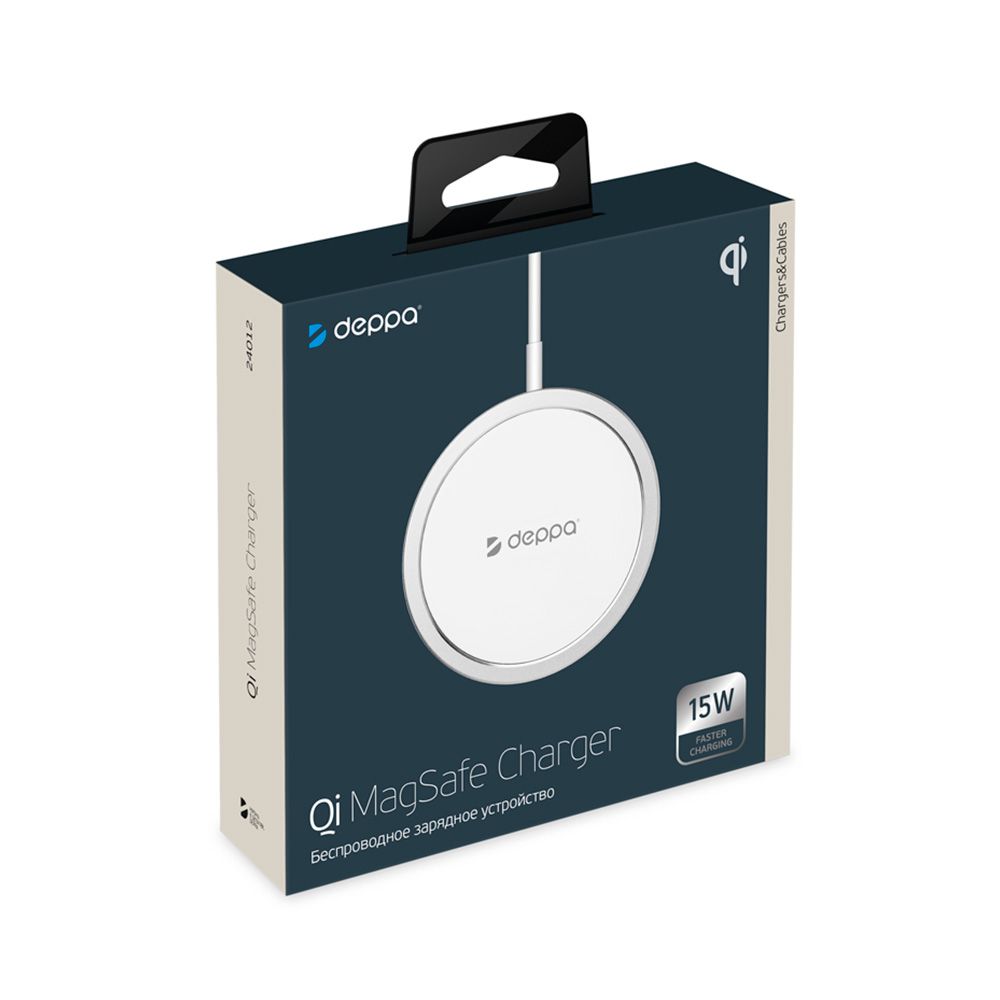 deppa
Chargers&Cables
24012
deppa
Qi MagSafe Charger
15W
FASTER
CHARGING
Qi MagSafe Charger
Беспроводное зарядное устройство